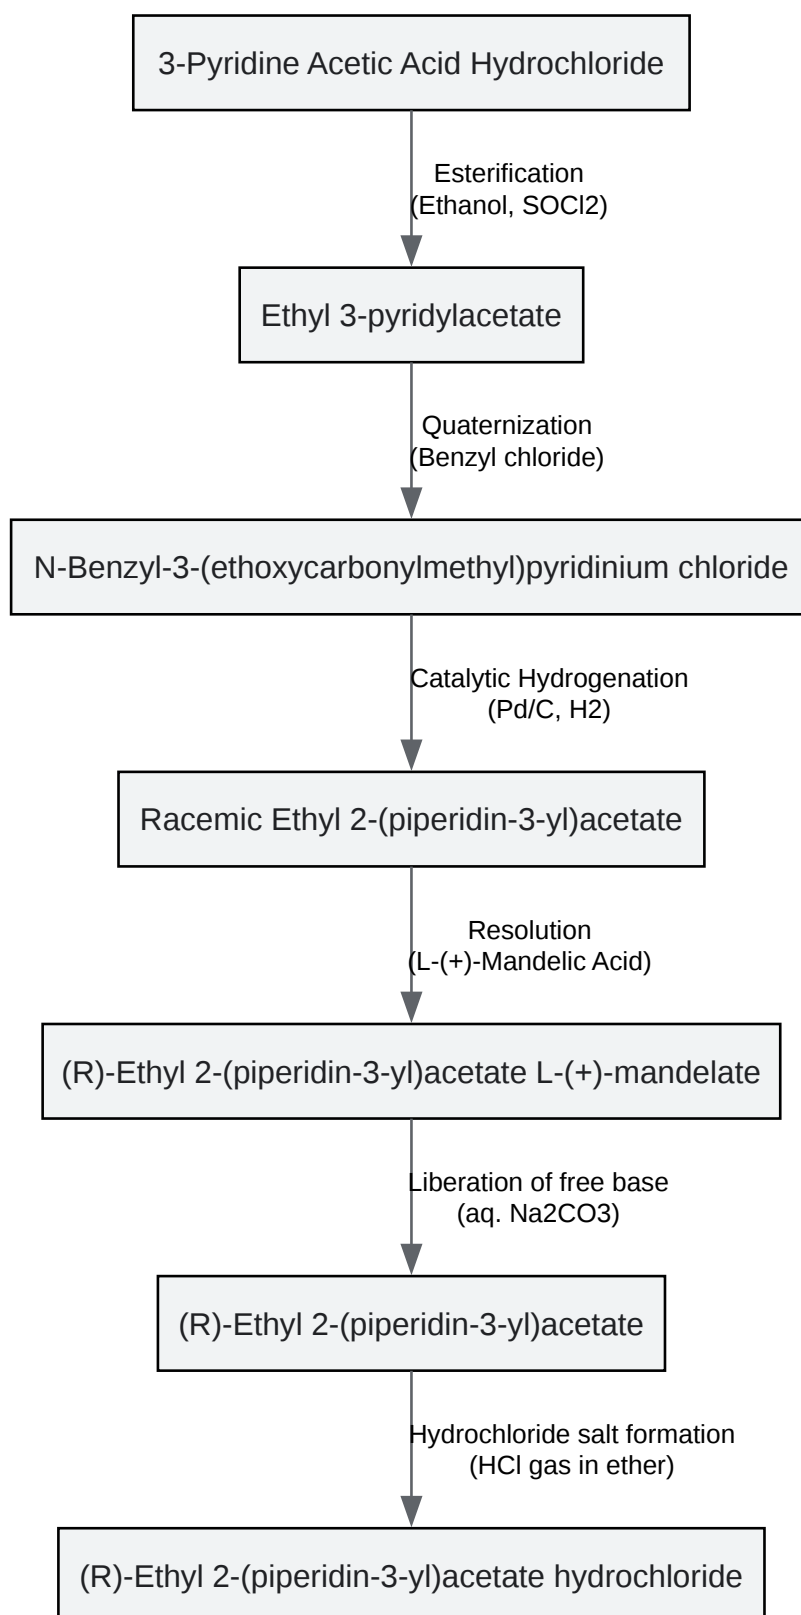 3-Pyridine Acetic Acid Hydrochloride
Esterification
(Ethanol, SOCl2)
Ethyl 3-pyridylacetate
Quaternization
(Benzyl chloride)
N-Benzyl-3-(ethoxycarbonylmethyl)pyridinium chloride
Catalytic Hydrogenation
(Pd/C, H2)
Racemic Ethyl 2-(piperidin-3-yl)acetate
Resolution
(L-(+)-Mandelic Acid)
(R)-Ethyl 2-(piperidin-3-yl)acetate L-(+)-mandelate
Liberation of free base
(aq. Na2CO3)
(R)-Ethyl 2-(piperidin-3-yl)acetate
Hydrochloride salt formation
(HCl gas in ether)
(R)-Ethyl 2-(piperidin-3-yl)acetate hydrochloride